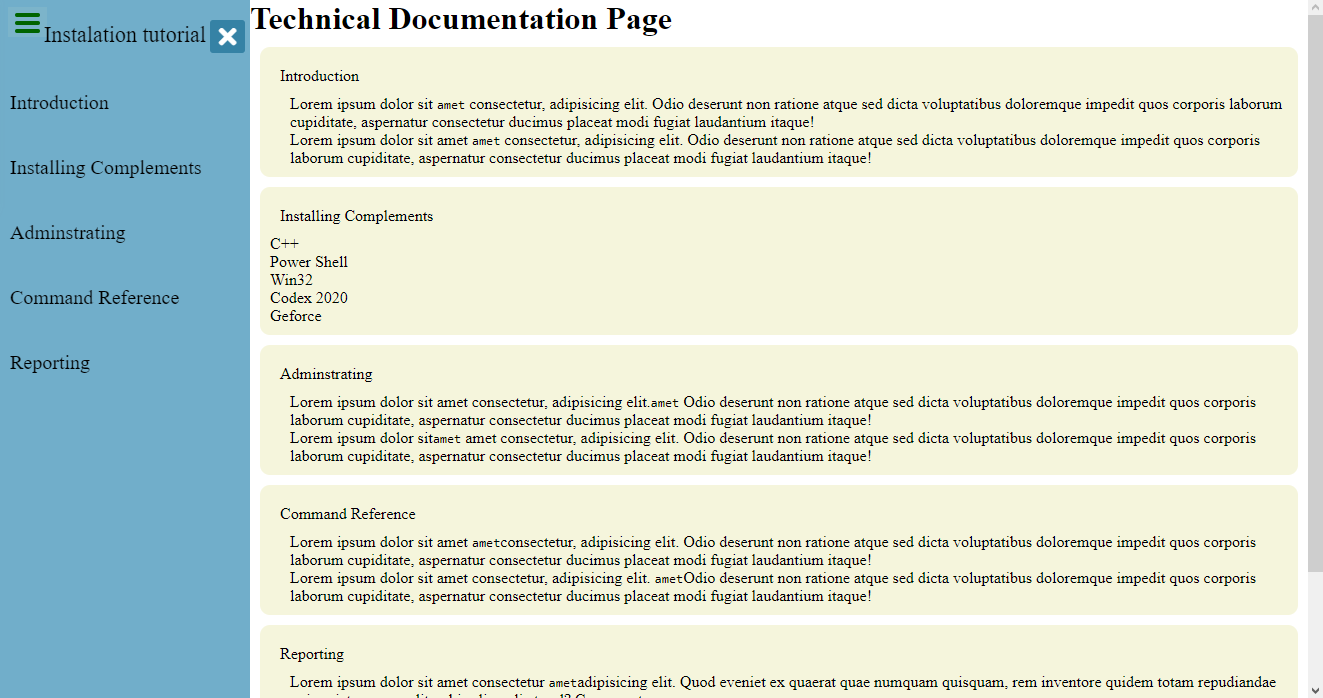 Instalation tutorial
Introduction
Installing Complements
Adminstrating
Command Reference
Reporting
Technical Documentation Page
Introduction
Lorem ipsum dolor sit amet consectetur, adipisicing elit. Odio deserunt non ratione atque sed dicta voluptatibus doloremque impedit quos corporis laborum
cupiditate, aspernatur consectetur ducimus placeat modi fugiat laudantium itaque!
Lorem ipsum dolor sit amet amet consectetur, adipisicing elit. Odio deserunt non ratione atque sed dicta voluptatibus doloremque impedit quos corporis
laborum cupiditate, aspernatur consectetur ducimus placeat modi fugiat laudantium itaque!
Installing Complements
C++
Power Shell
Win32
Codex 2020
Geforce
Adminstrating
Lorem ipsum dolor sit amet consectetur, adipisicing elit.amet Odio deserunt non ratione atque sed dicta voluptatibus doloremque impedit quos corporis
laborum cupiditate, aspernatur consectetur ducimus placeat modi fugiat laudantium itaque!
Lorem ipsum dolor sitamet amet consectetur, adipisicing elit. Odio deserunt non ratione atque sed dicta voluptatibus doloremque impedit quos corporis
laborum cupiditate, aspernatur consectetur ducimus placeat modi fugiat laudantium itaque!
Command Reference
Lorem ipsum dolor sit amet ametconsectetur, adipisicing elit. Odio deserunt non ratione atque sed dicta voluptatibus doloremque impedit quos corporis
laborum cupiditate, aspernatur consectetur ducimus placeat modi fugiat laudantium itaque!
Lorem ipsum dolor sit amet consectetur, adipisicing elit. ametOdio deserunt non ratione atque sed dicta voluptatibus doloremque impedit quos corporis
laborum cupiditate, aspernatur consectetur ducimus placeat modi fugiat laudantium itaque!
Reporting
Lorem ipsum dolor sit amet consectetur ametadipisicing elit. Quod eveniet ex quaerat quae numquam quisquam, rem inventore quidem totam repudiandae